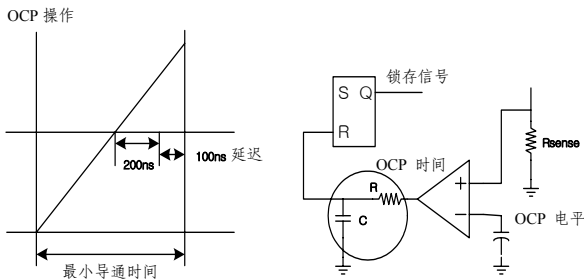 OCP 操作
200ns
100ns 延迟
最小导通时间
S Q
R
锁存信号
Rsense
OCP 时间
R
C
+
−
OCP 电平